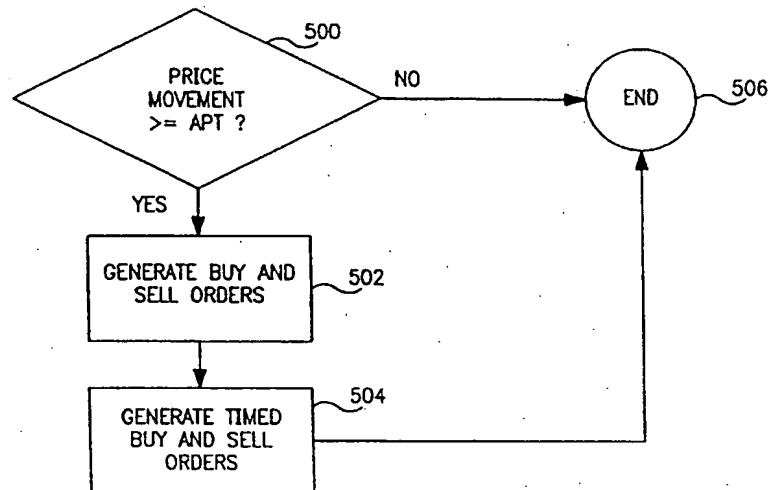 500
PRICE
MOVEMENT
>= APT ?
NO
END
506
YES
GENERATE BUY AND
SELL ORDERS
502
504
GENERATE TIMED
BUY AND SELL
ORDERS